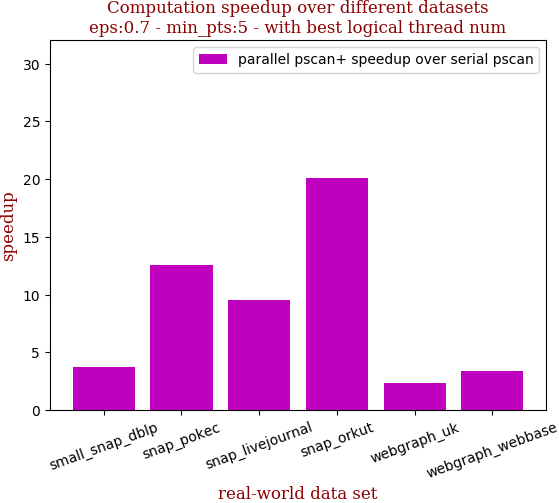 Computation speedup over different datasets
eps:0.7 - min_pts:5 - with best logical thread num
parallel pscan+ speedup over serial pscan
speedup
30
25
20
15
10
5
0
small_snap_dblp
snap_pokec
snap_livejournal
snap_orkut
webgraph_uk
webgraph_webbase
real-world data set